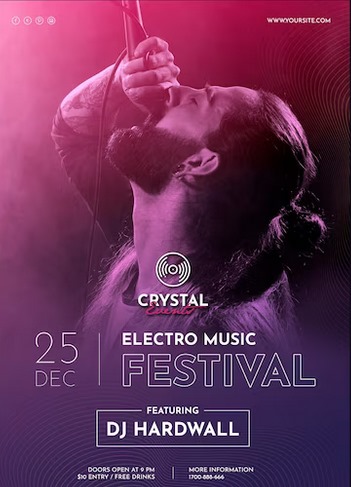 WWW.YOURSITE.COM
CRYSTAL
Events
25
DEC
ELECTRO MUSIC
FESTIVAL
FEATURING
DJ HARDWALL
DOORS OPEN AT 9 PM
$10 ENTRY / FREE DRINKS
MORE INFORMATION
1700-888-666